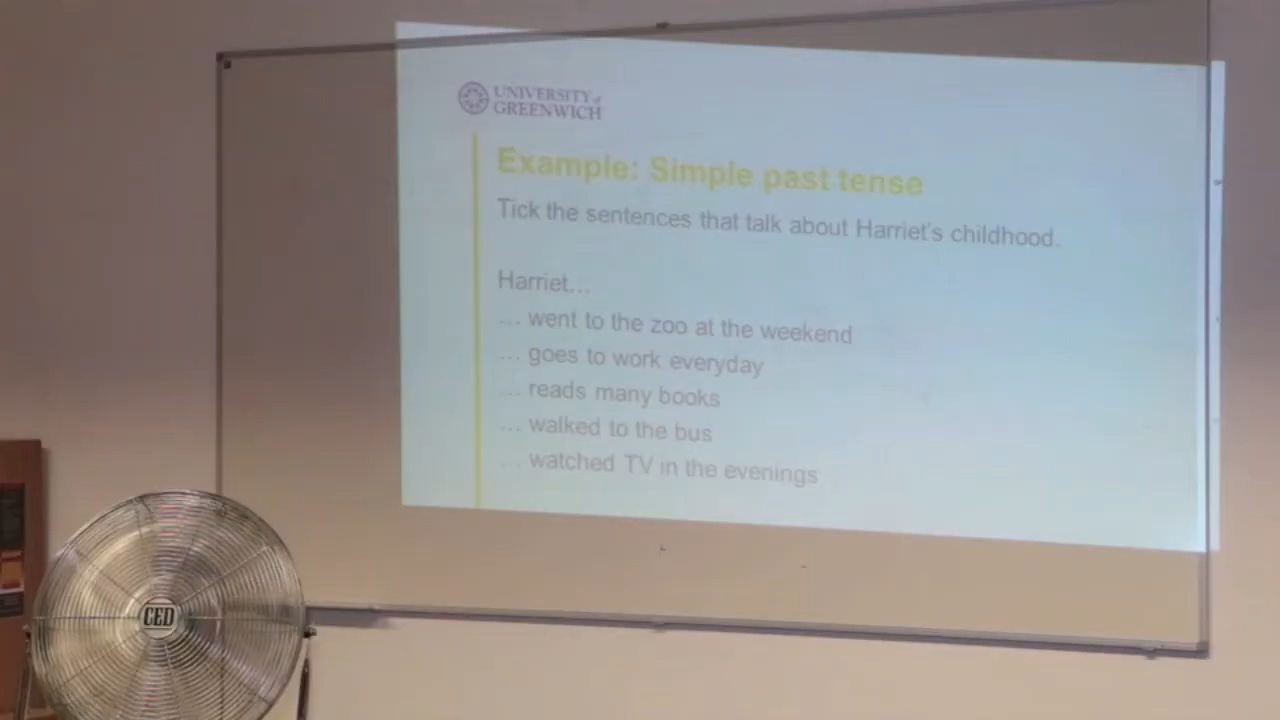 UNIVERSITY of
GREENWICH
Example: Simple past tense
Tick the sentences that talk about Harriet's childhood.
Harriet…
… went to the zoo at the weekend
… goes to work everyday
… reads many books
… walked to the bus
… watched TV in the evenings
CED